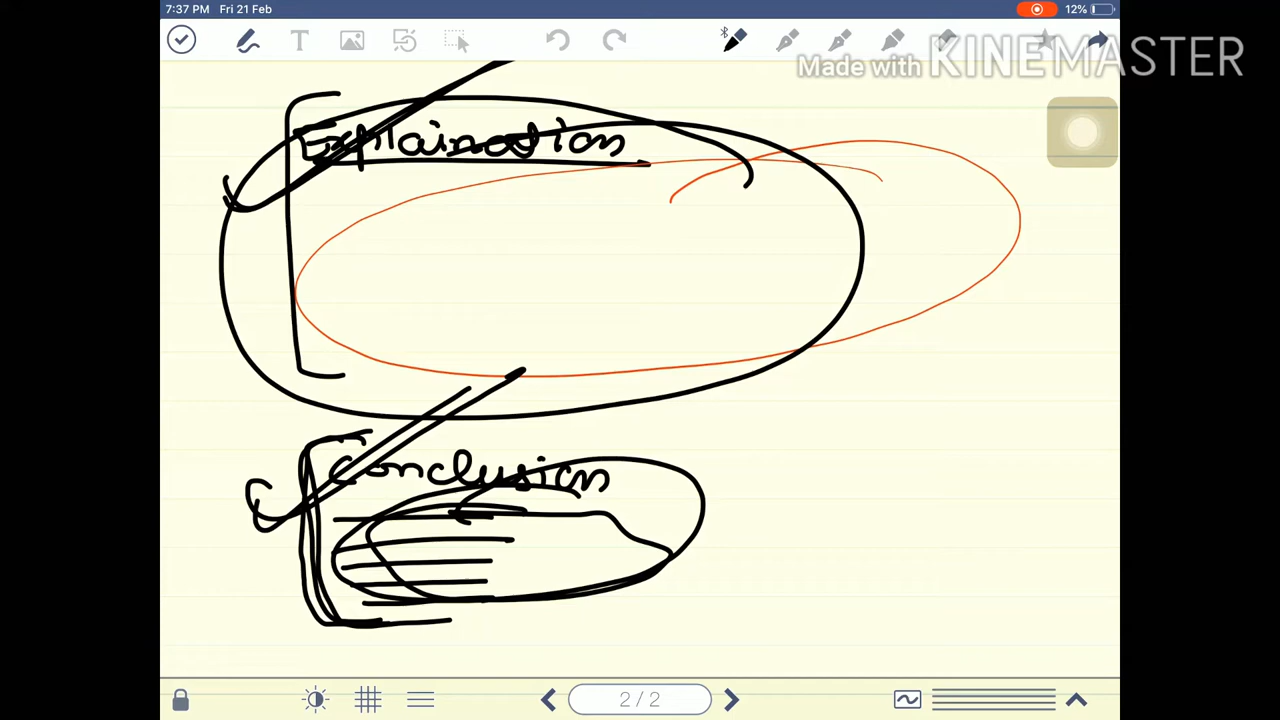 7:37 PM Fri 21 Feb 12%
Made with KINEMASTER
Explaination
Conclusion
2/2